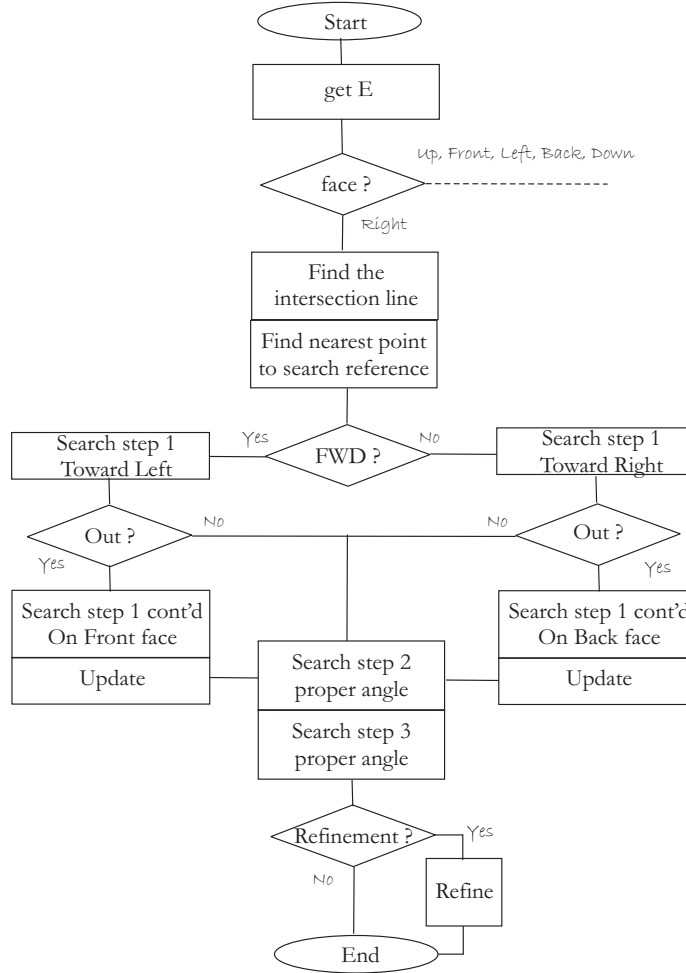 Start
get E
Up, Front, Left, Back, Down
face ?
Right
Find the
intersection line
Find nearest point
to search reference
Yes
FWD ?
No
Search step 1
Toward Left
Search step 1
Toward Right
Out ?
No
No
Out ?
Yes
Yes
Search step 1 cont'd
On Front face
Update
Search step 1 cont'd
On Back face
Update
Search step 2
proper angle
Search step 3
proper angle
Refinement ?
Yes
No
Refine
End